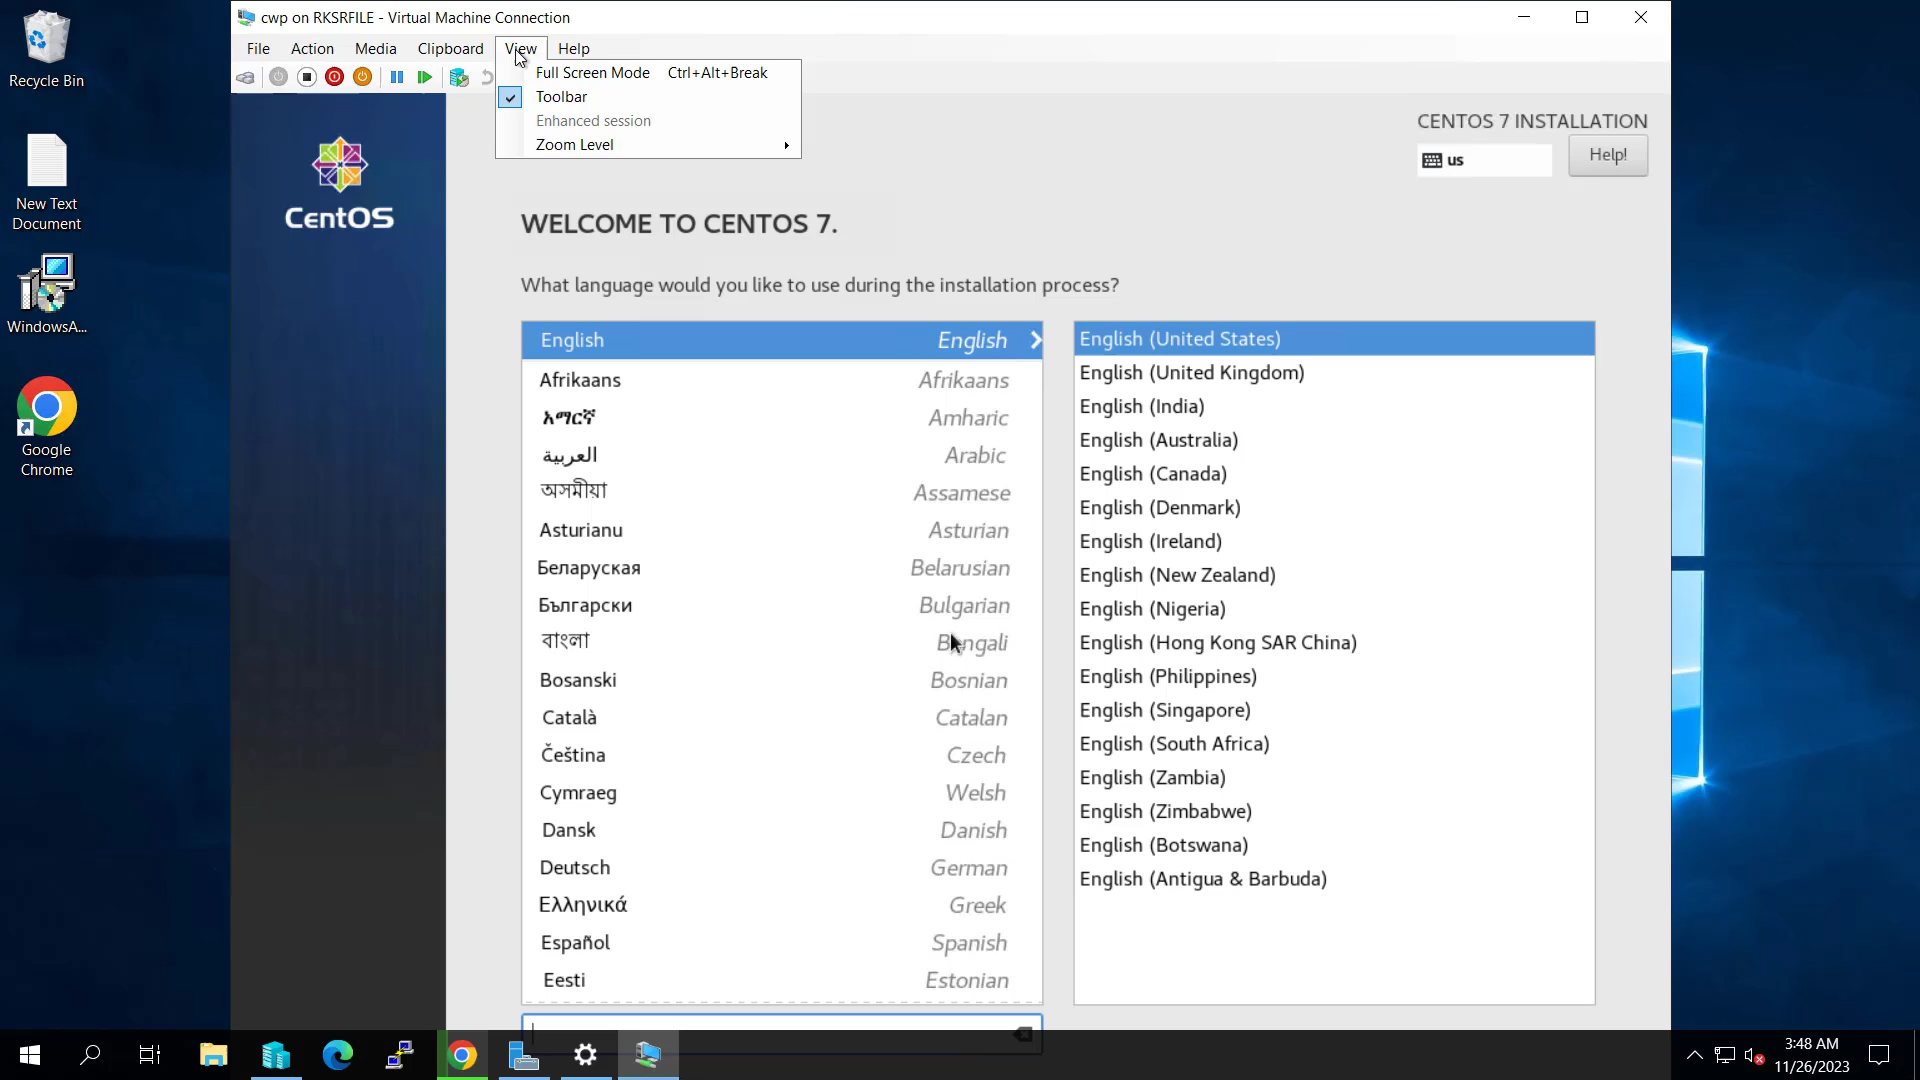 cwp on RKSRFILE - Virtual Machine Connection
File Action Media Clipboard View Help
Full Screen Mode Ctrl+Alt+Break
Toolbar
Enhanced session
Zoom Level
Recycle Bin
New Text
Document
WindowsA...
Google
Chrome
CentOS
CENTOS 7 INSTALLATION
us
Help!
WELCOME TO CENTOS 7.
What language would you like to use during the installation process?
English English
Afrikaans Afrikaans
አማርኛ Amharic
العربية Arabic
অসমীয়া Assamese
Asturianu Asturian
Беларуская Belarusian
Български Bulgarian
বাংলা Bengali
Bosanski Bosnian
Català Catalan
Čeština Czech
Cymraeg Welsh
Dansk Danish
Deutsch German
Ελληνικά Greek
Español Spanish
Eesti Estonian
English (United States)
English (United Kingdom)
English (India)
English (Australia)
English (Canada)
English (Denmark)
English (Ireland)
English (New Zealand)
English (Nigeria)
English (Hong Kong SAR China)
English (Philippines)
English (Singapore)
English (South Africa)
English (Zambia)
English (Zimbabwe)
English (Botswana)
English (Antigua & Barbuda)
3:48 AM
11/26/2023